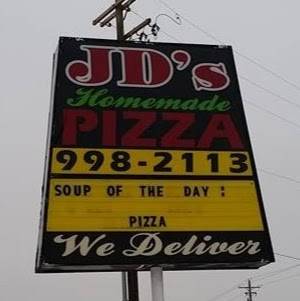 JD's
Homemade
PIZZA
998-2113
SOUP OF THE DAY:
PIZZA
We Deliver